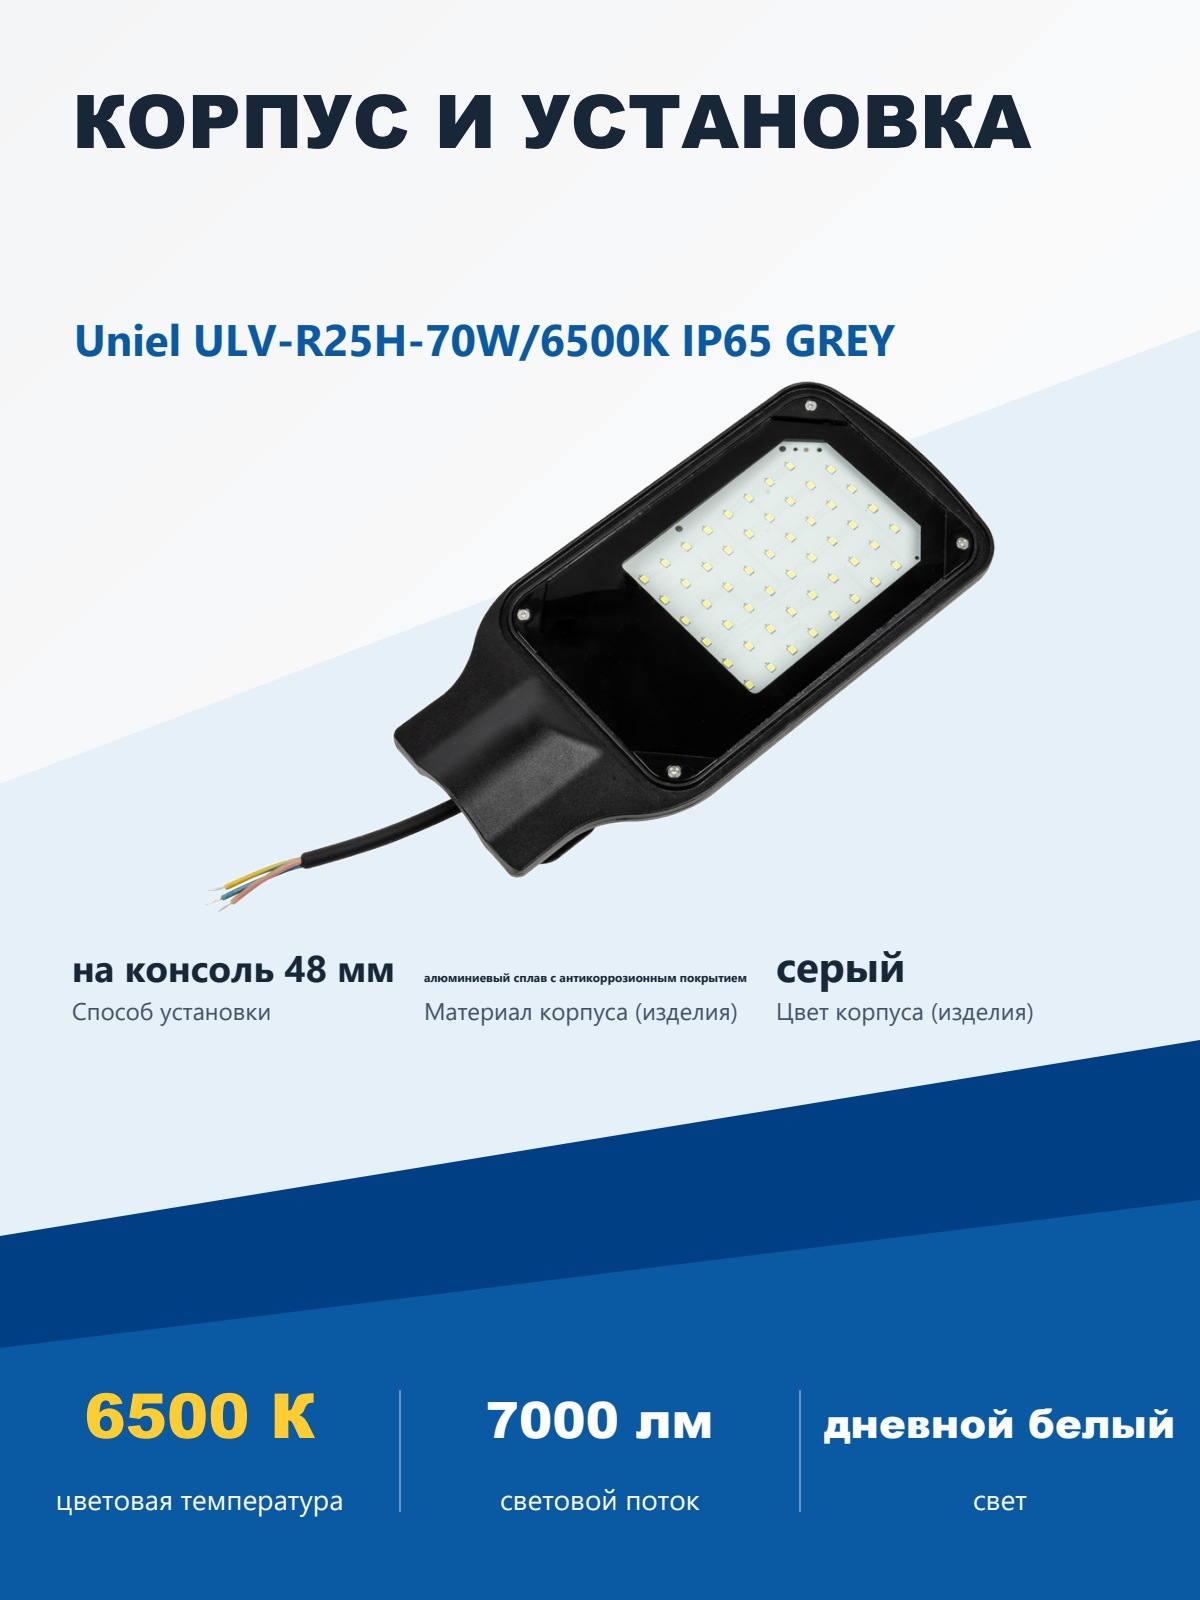 КОРПУС И УСТАНОВКА
Uniel ULV-R25H-70W/6500K IP65 GREY
на консоль 48 мм
Способ установки
алюминиевый сплав с антикоррозионным покрытием
Материал корпуса (изделия)
серый
Цвет корпуса (изделия)
6500 К
цветовая температура
7000 лм
световой поток
дневной белый
свет